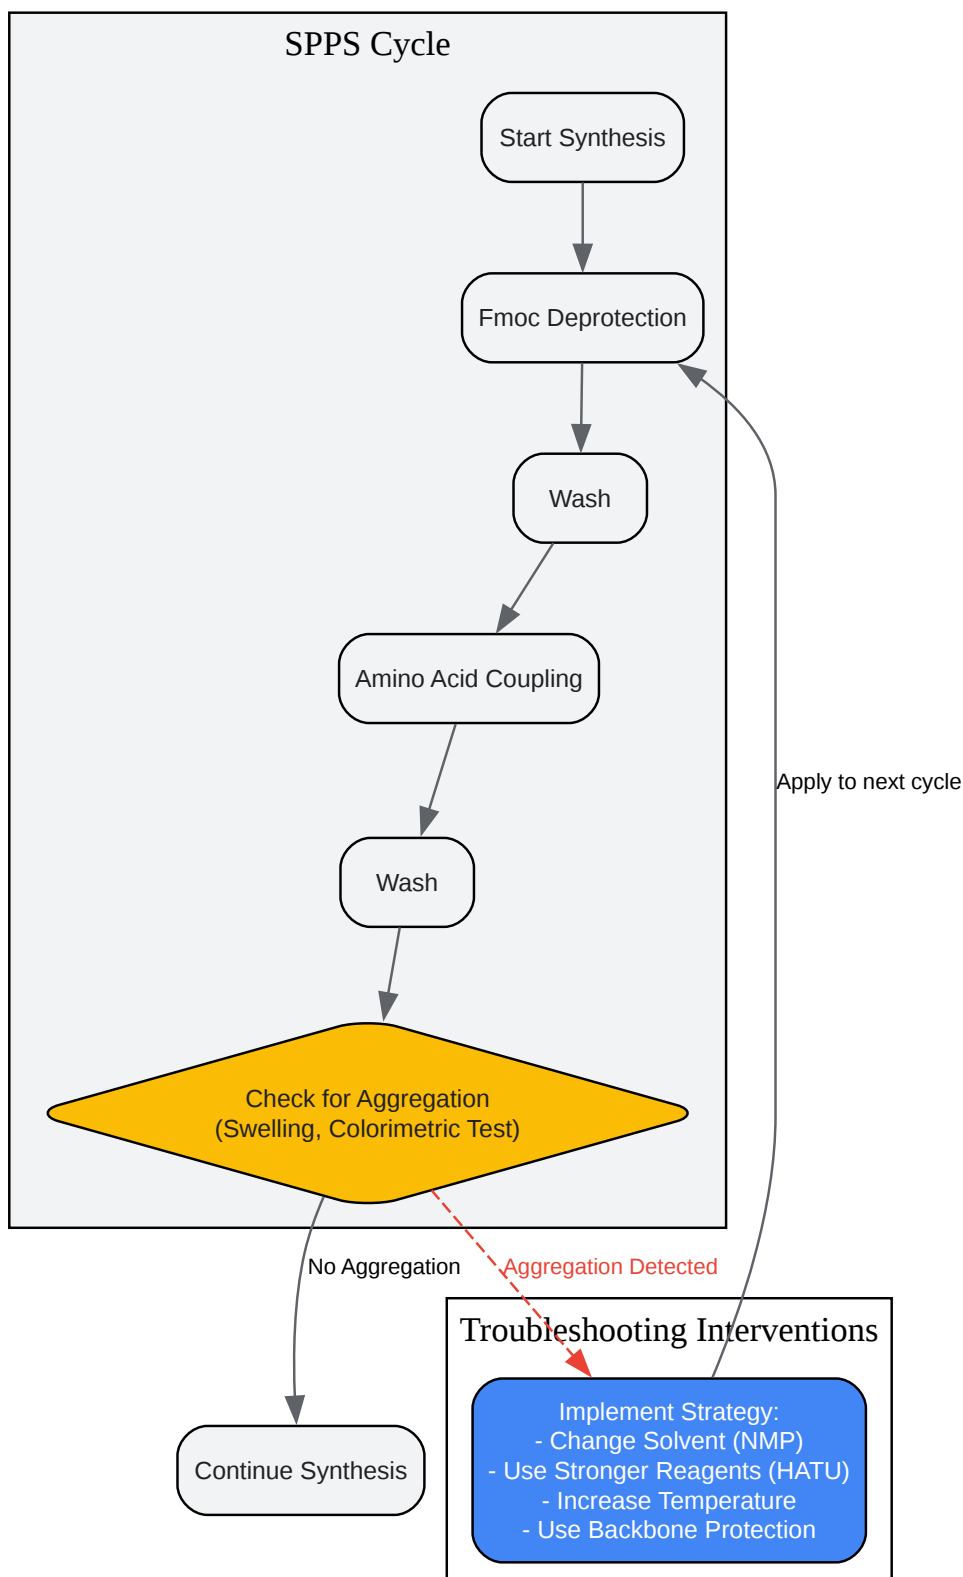 SPPS Cycle
Start Synthesis
Fmoc Deprotection
Wash
Amino Acid Coupling
Apply to next cycle
Wash
Check for Aggregation
(Swelling, Colorimetric Test)
No Aggregation
Aggregation Detected
Troubleshooting Interventions
Implement Strategy:
- Change Solvent (NMP)
- Use Stronger Reagents (HATU)
- Increase Temperature
- Use Backbone Protection
Continue Synthesis